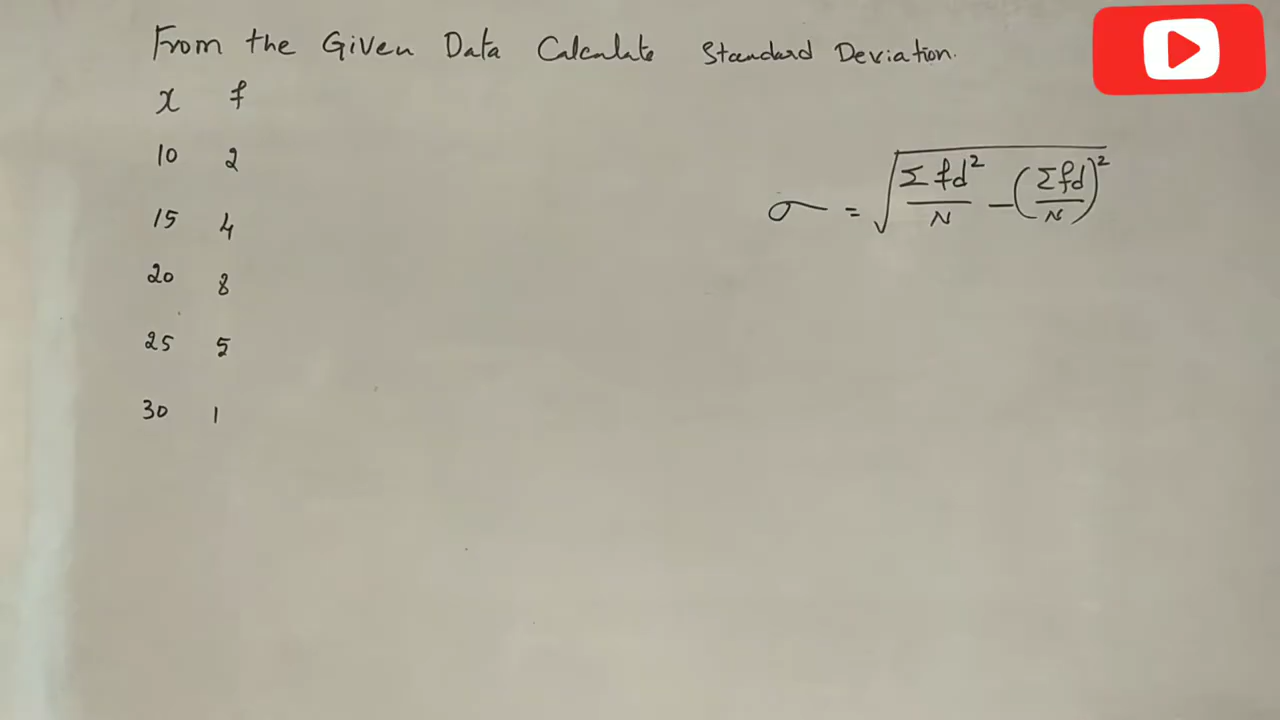 From the Given Data Calculate Standard Deviation.
x f
10 2
15 4
20 8
25 5
30 1
σ = √(Σfd²/N − (Σfd/N)²)